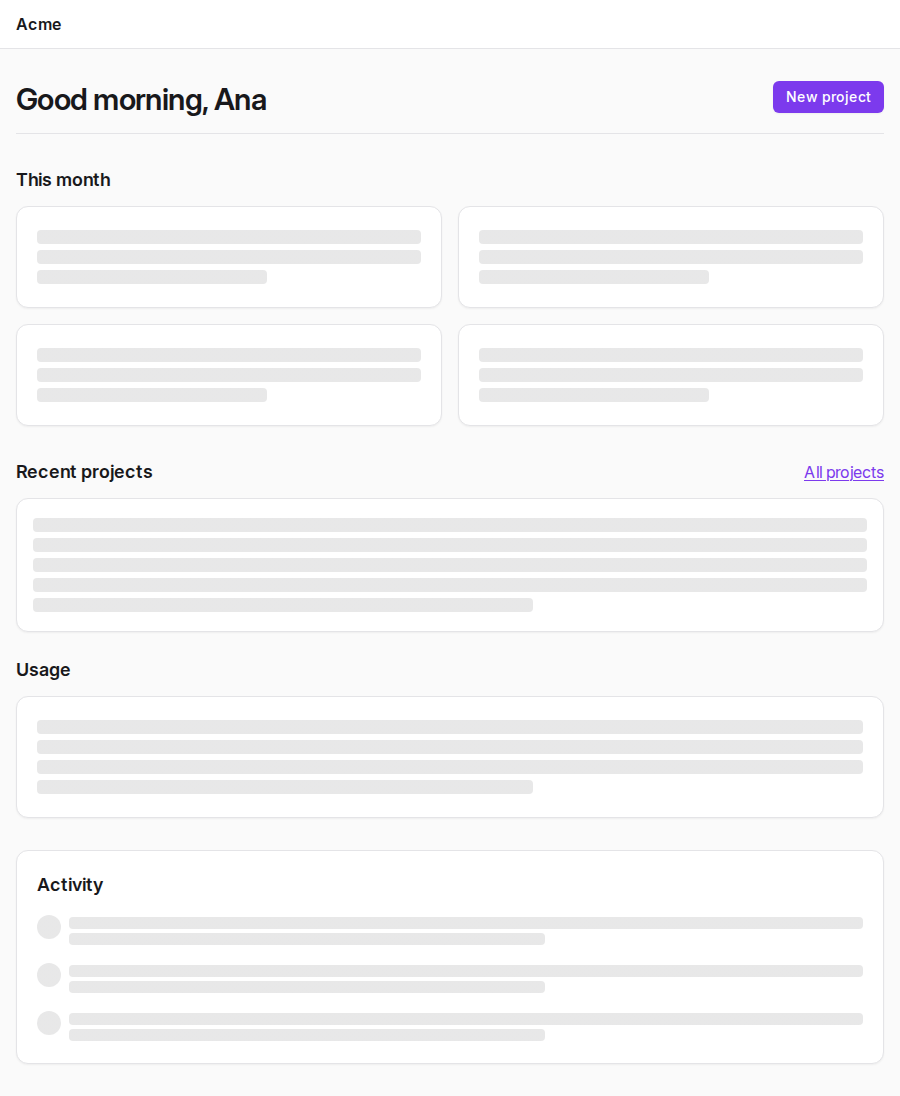 Acme
Good morning, Ana
New project
This month
Recent projects
All projects
Usage
Activity